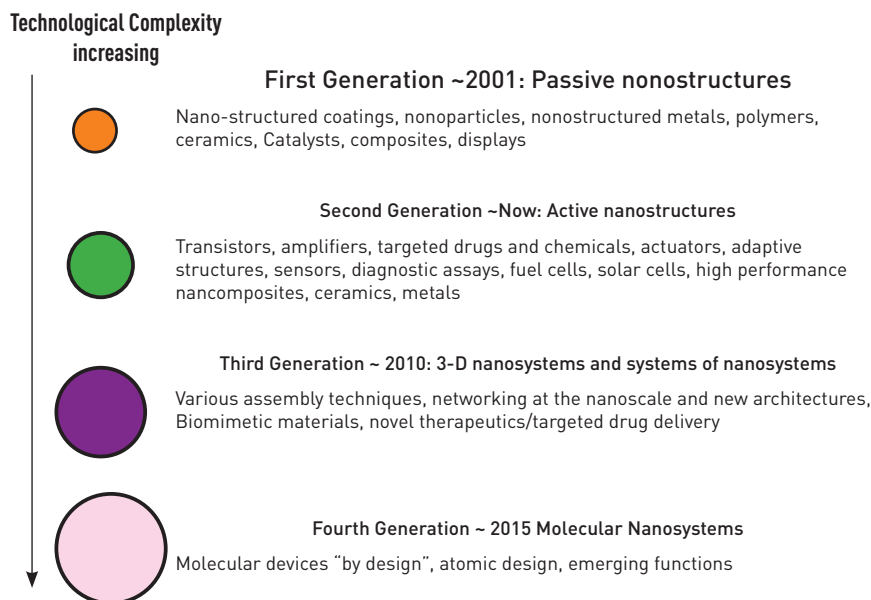 Technological Complexity
increasing
First Generation ~2001: Passive nonostructures
Nano-structured coatings, nonoparticles, nonostructured metals, polymers,
ceramics, Catalysts, composites, displays
Second Generation ~Now: Active nanostructures
Transistors, amplifiers, targeted drugs and chemicals, actuators, adaptive
structures, sensors, diagnostic assays, fuel cells, solar cells, high performance
nancomposites, ceramics, metals
Third Generation ~ 2010: 3-D nanosystems and systems of nanosystems
Various assembly techniques, networking at the nanoscale and new architectures,
Biomimetic materials, novel therapeutics/targeted drug delivery
Fourth Generation ~ 2015 Molecular Nanosystems
Molecular devices “by design”, atomic design, emerging functions